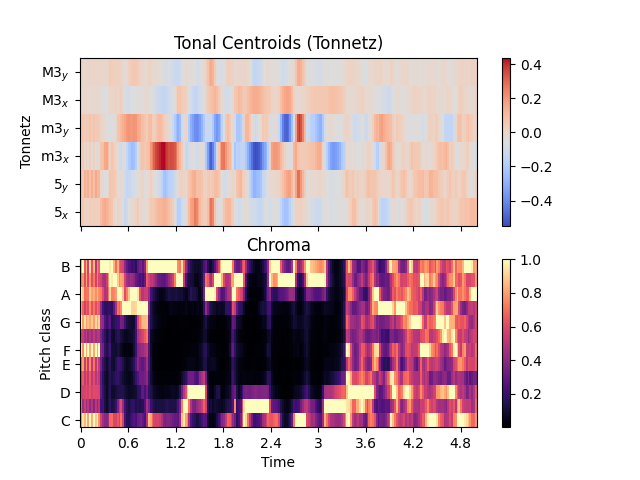 Tonal Centroids (Tonnetz)
Tonnetz
M3y
M3x
m3y
m3x
5y
5x
0.4
0.2
0.0
−0.2
−0.4
Chroma
Pitch class
B
A
G
F
E
D
C
1.0
0.8
0.6
0.4
0.2
0 0.6 1.2 1.8 2.4 3 3.6 4.2 4.8
Time